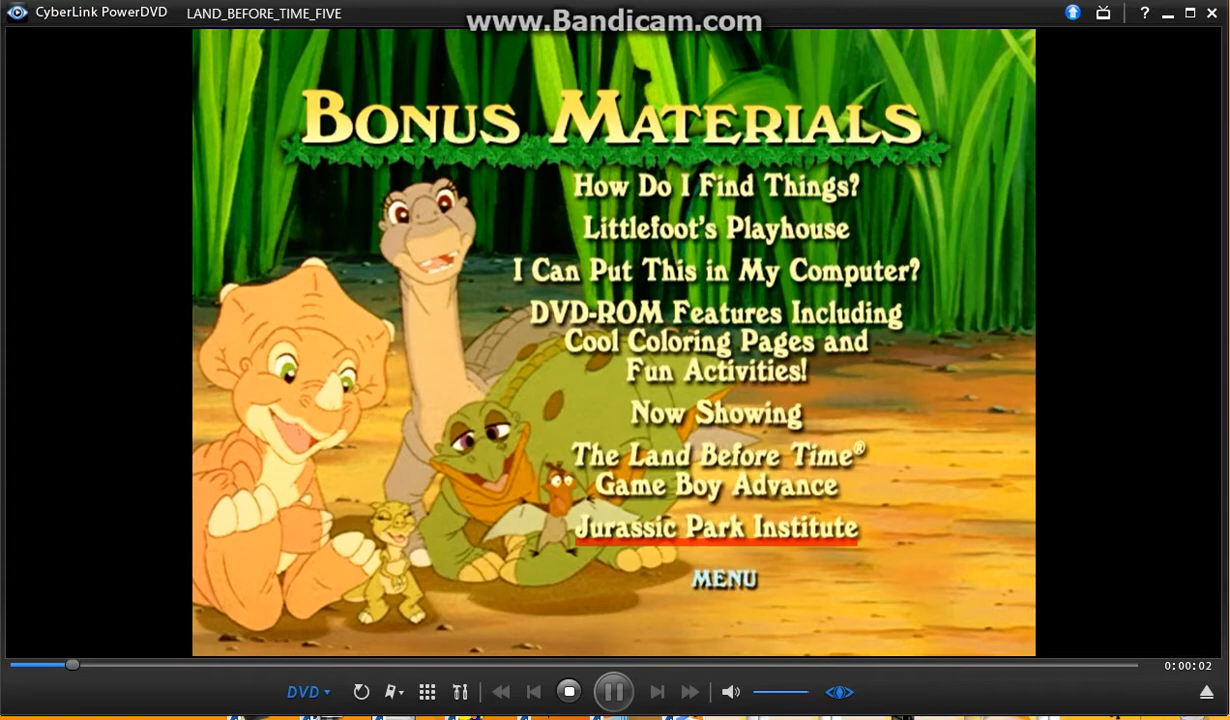 CyberLink PowerDVD LAND_BEFORE_TIME_FIVE
www.Bandicam.com
?
BONUS MATERIALS
How Do I Find Things?
Littlefoot's Playhouse
I Can Put This in My Computer?
DVD-ROM Features Including
Cool Coloring Pages and
Fun Activities!
Now Showing
The Land Before Time®
Game Boy Advance
Jurassic Park Institute
MENU
0:00:02
DVD